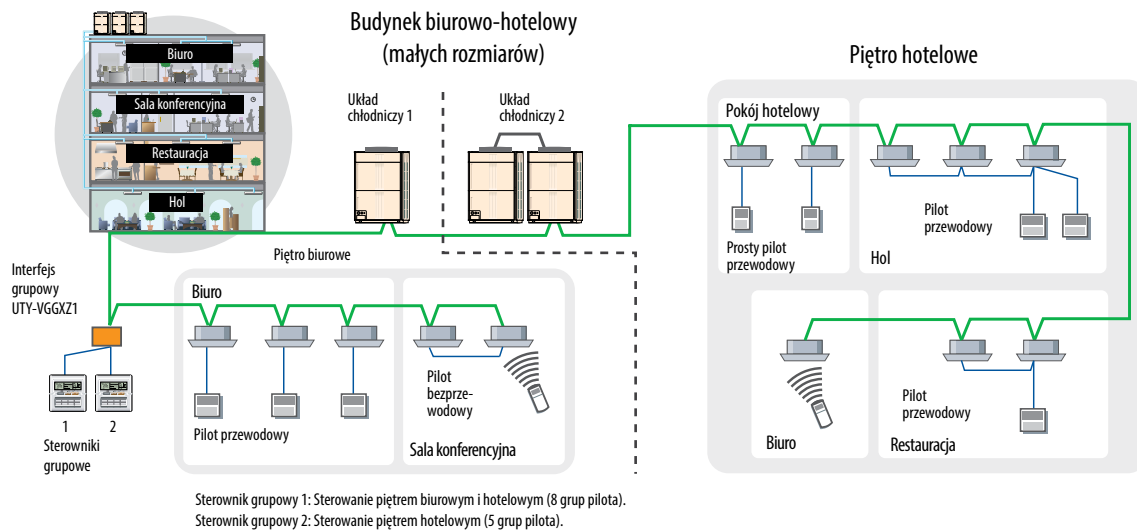 Budynek biurowo-hotelowy
(małych rozmiarów)
Biuro
Sala konferencyjna
Restauracja
Hol
Układ
chłodniczy 1
Układ
chłodniczy 2
Piętro hotelowe
Pokój hotelowy
Prosty pilot
przewodowy
Pilot
przewodowy
Hol
Interfejs
grupowy
UTY-VGGXZ1
1
2
Sterowniki
grupowe
Piętro biurowe
Biuro
Pilot przewodowy
Pilot
bezprze-
wodowy
Sala konferencyjna
Biuro
Pilot
przewodowy
Restauracja
Sterownik grupowy 1: Sterowanie piętrem biurowym i hotelowym (8 grup pilota).
Sterownik grupowy 2: Sterowanie piętrem hotelowym (5 grup pilota).